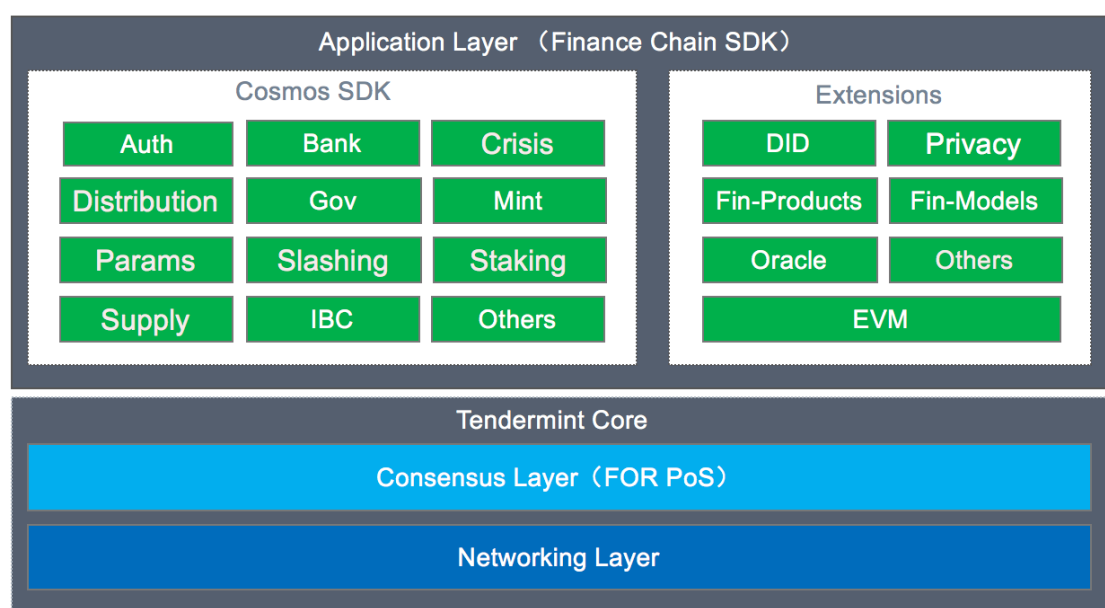 Application Layer （Finance Chain SDK）
Cosmos SDK
Auth Bank Crisis
Distribution Gov Mint
Params Slashing Staking
Supply IBC Others
Extensions
DID Privacy
Fin-Products Fin-Models
Oracle Others
EVM
Tendermint Core
Consensus Layer（FOR PoS）
Networking Layer